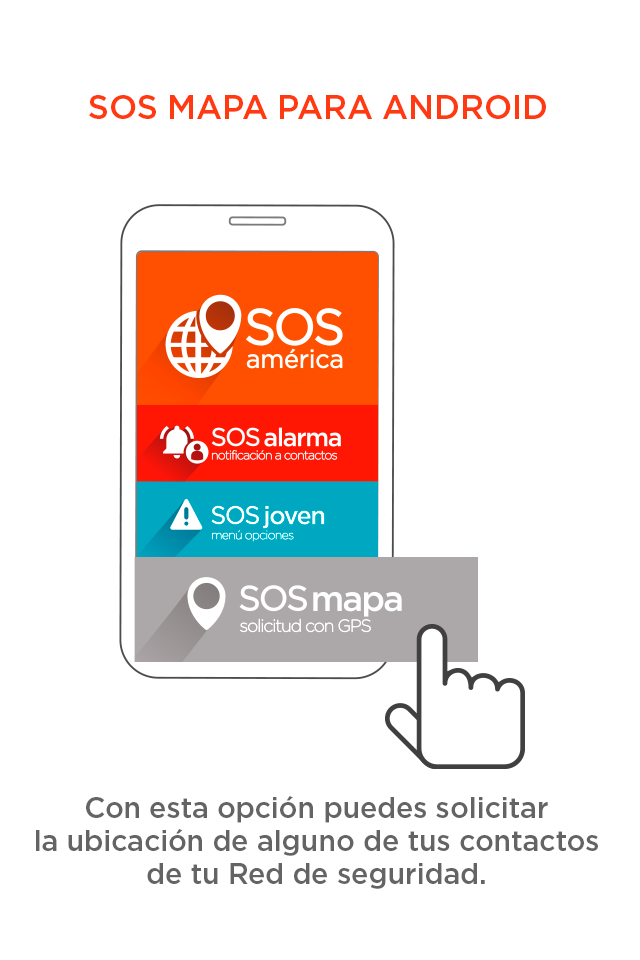 SOS MAPA PARA ANDROID
SOS
américa
SOS alarma
notificación a contactos
SOS joven
menú opciones
SOS mapa
solicitud con GPS
Con esta opción puedes solicitar
la ubicación de alguno de tus contactos
de tu Red de seguridad.